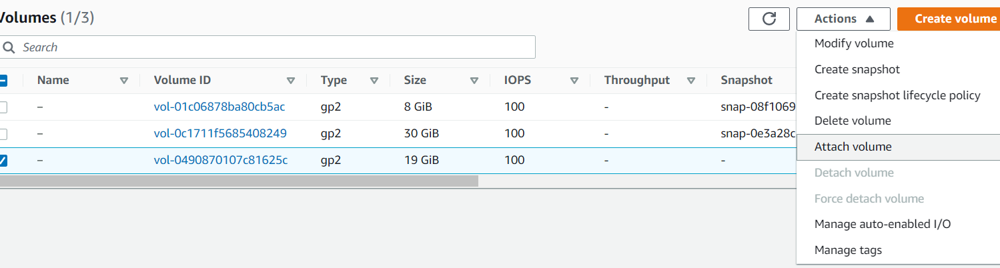 Volumes (1/3)
Actions
Create volume
Search
Name Volume ID Type Size IOPS Throughput Snapshot
– vol-01c06878ba80cb5ac gp2 8 GiB 100 - snap-08f1069
– vol-0c1711f5685408249 gp2 30 GiB 100 - snap-0e3a28c
– vol-0490870107c81625c gp2 19 GiB 100 - -
Modify volume
Create snapshot
Create snapshot lifecycle policy
Delete volume
Attach volume
Detach volume
Force detach volume
Manage auto-enabled I/O
Manage tags